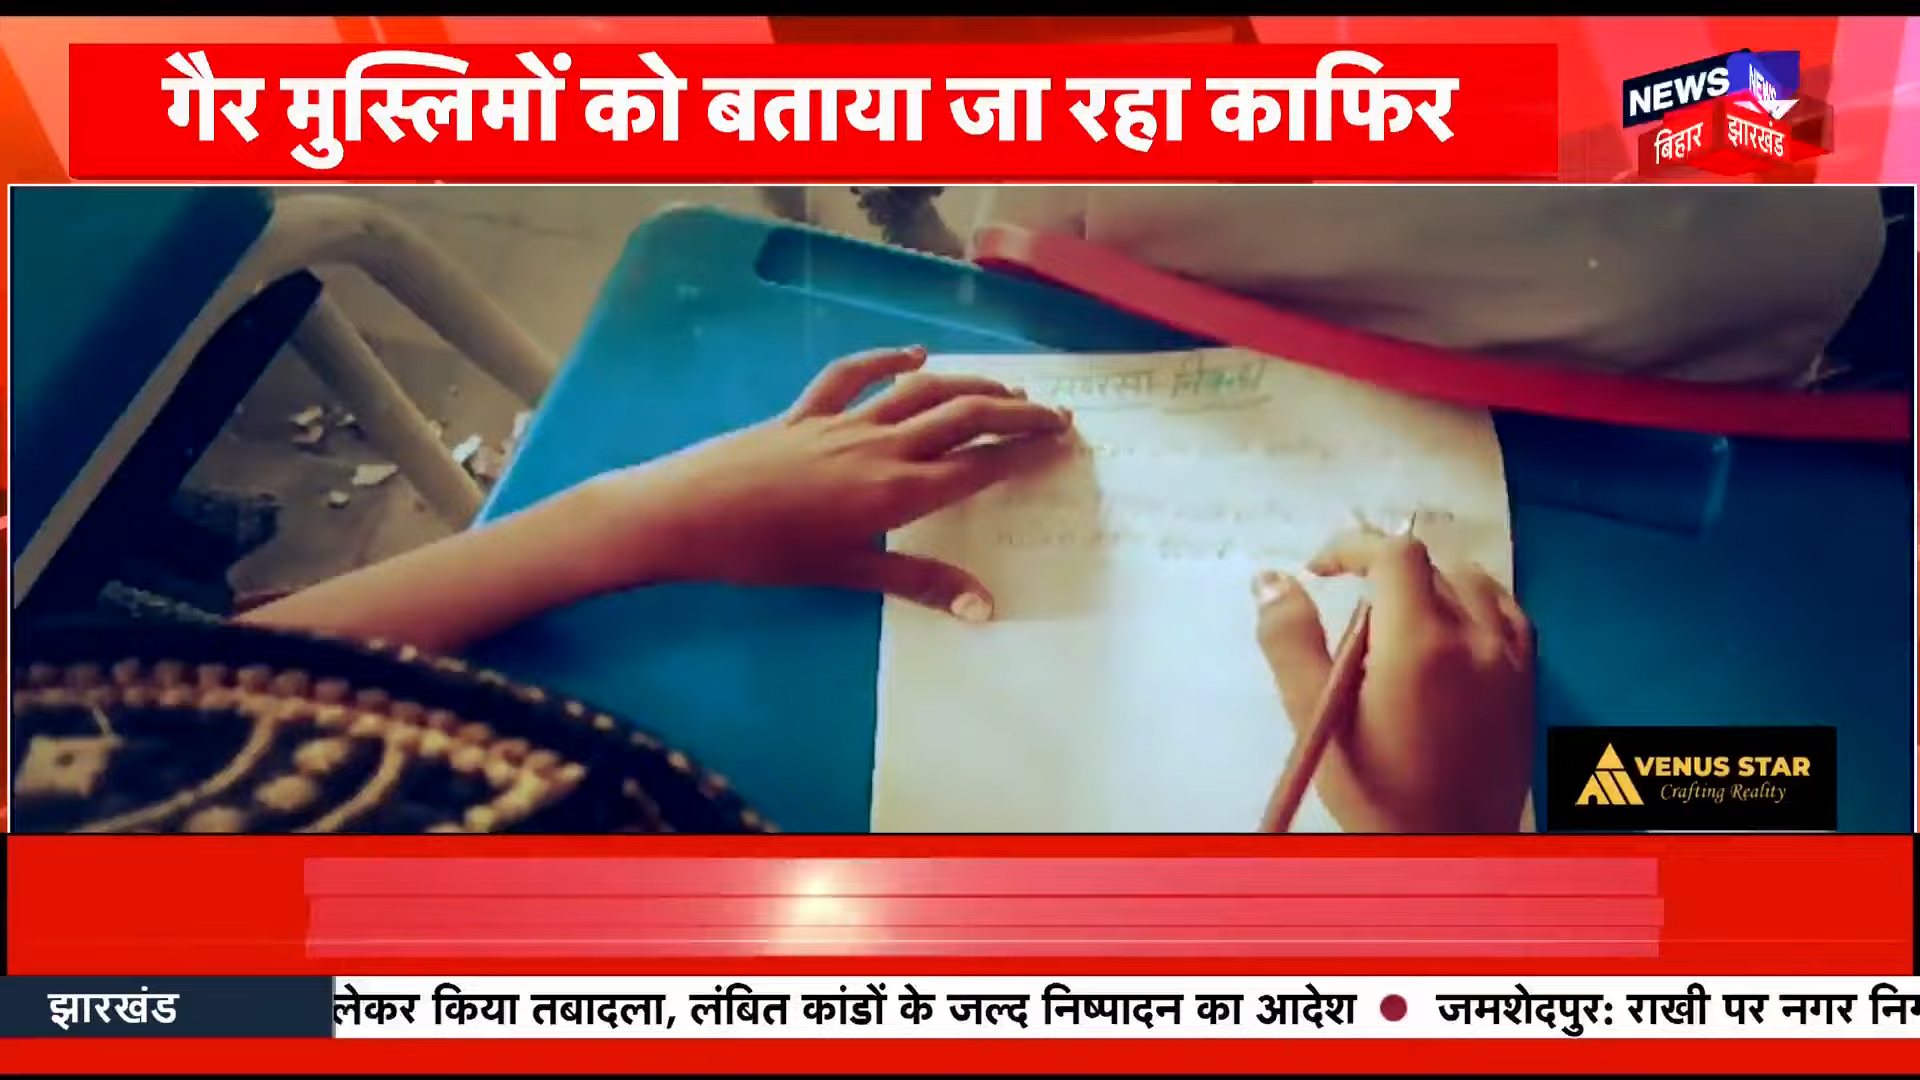 गैर मुस्लिमों को बताया जा रहा काफिर
NEWS
NEWS
बिहार झारखंड
VENUS STAR
Crafting Reality
झारखंड
लेकर किया तबादला, लंबित कांडों के जल्द निष्पादन का आदेश ● जमशेदपुर: राखी पर नगर